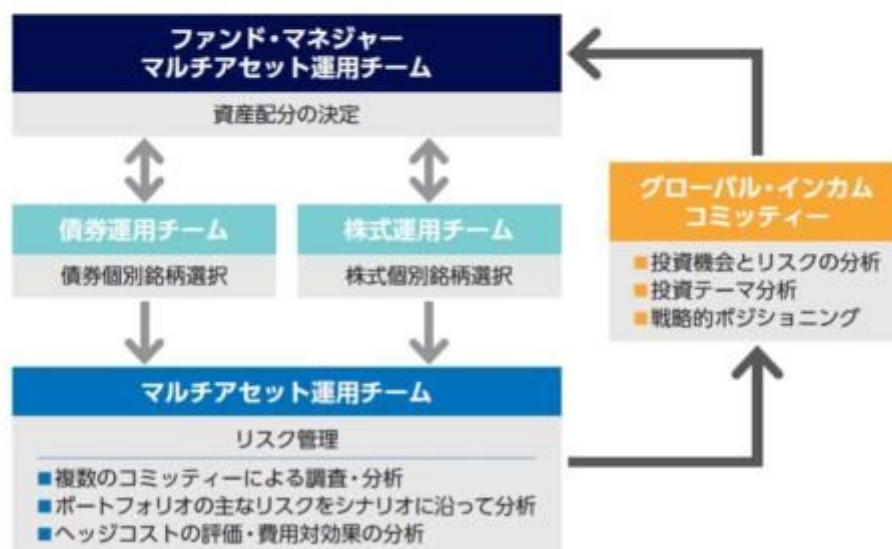 ファンド・マネジャー
マルチアセット運用チーム
資産配分の決定
債券運用チーム
債券個別銘柄選択
株式運用チーム
株式個別銘柄選択
マルチアセット運用チーム
リスク管理
■複数のコミッティーによる調査・分析
■ポートフォリオの主なリスクをシナリオに沿って分析
■ヘッジコストの評価・費用対効果の分析
グローバル・インカム
コミッティー
■投資機会とリスクの分析
■投資テーマ分析
■戦略的ポジショニング